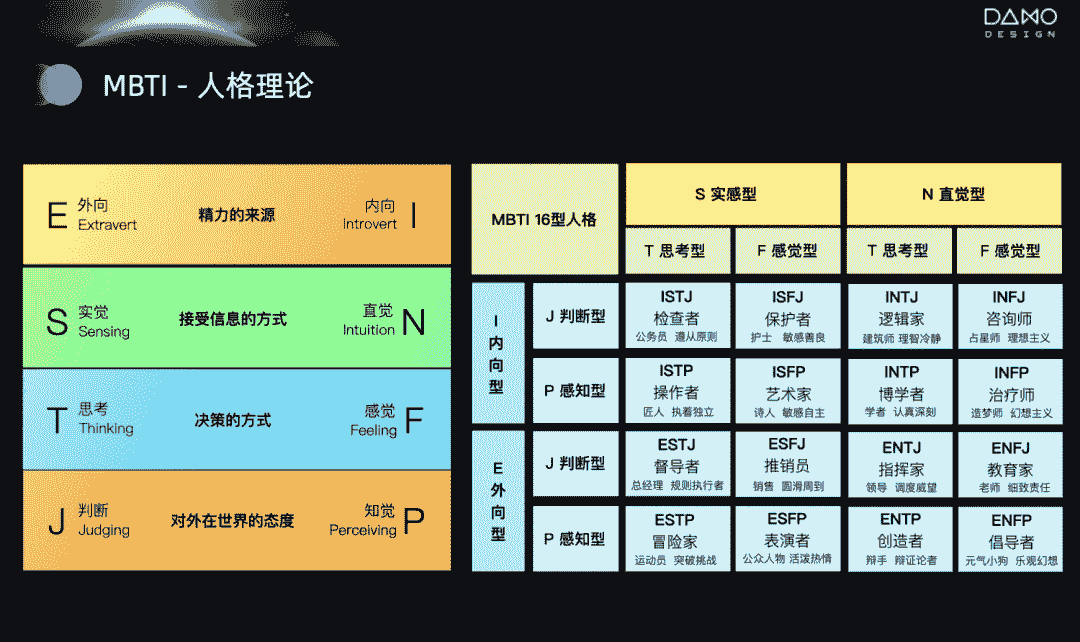 DAMO
DESIGN
MBTI - 人格理论
E 外向 Extravert 精力的来源 内向 Introvert I
S 实觉 Sensing 接受信息的方式 直觉 Intuition N
T 思考 Thinking 决策的方式 感觉 Feeling F
J 判断 Judging 对外在世界的态度 知觉 Perceiving P
MBTI 16型人格
S 实感型
N 直觉型
T 思考型
F 感觉型
T 思考型
F 感觉型
I内向型
J 判断型
ISTJ
检查者
公务员 遵从原则
ISFJ
保护者
护士 敏感善良
INTJ
逻辑家
建筑师 理智冷静
INFJ
咨询师
占星师 理想主义
P 感知型
ISTP
操作者
匠人 执着独立
ISFP
艺术家
诗人 敏感自主
INTP
博学者
学者 认真深刻
INFP
治疗师
造梦师 幻想主义
E外向型
J 判断型
ESTJ
督导者
总经理 规则执行者
ESFJ
推销员
销售 圆滑周到
ENTJ
指挥家
领导 调度威望
ENFJ
教育家
老师 细致责任
P 感知型
ESTP
冒险家
运动员 突破挑战
ESFP
表演者
公众人物 活泼热情
ENTP
创造者
辩手 辩证论者
ENFP
倡导者
元气小狗 乐观幻想